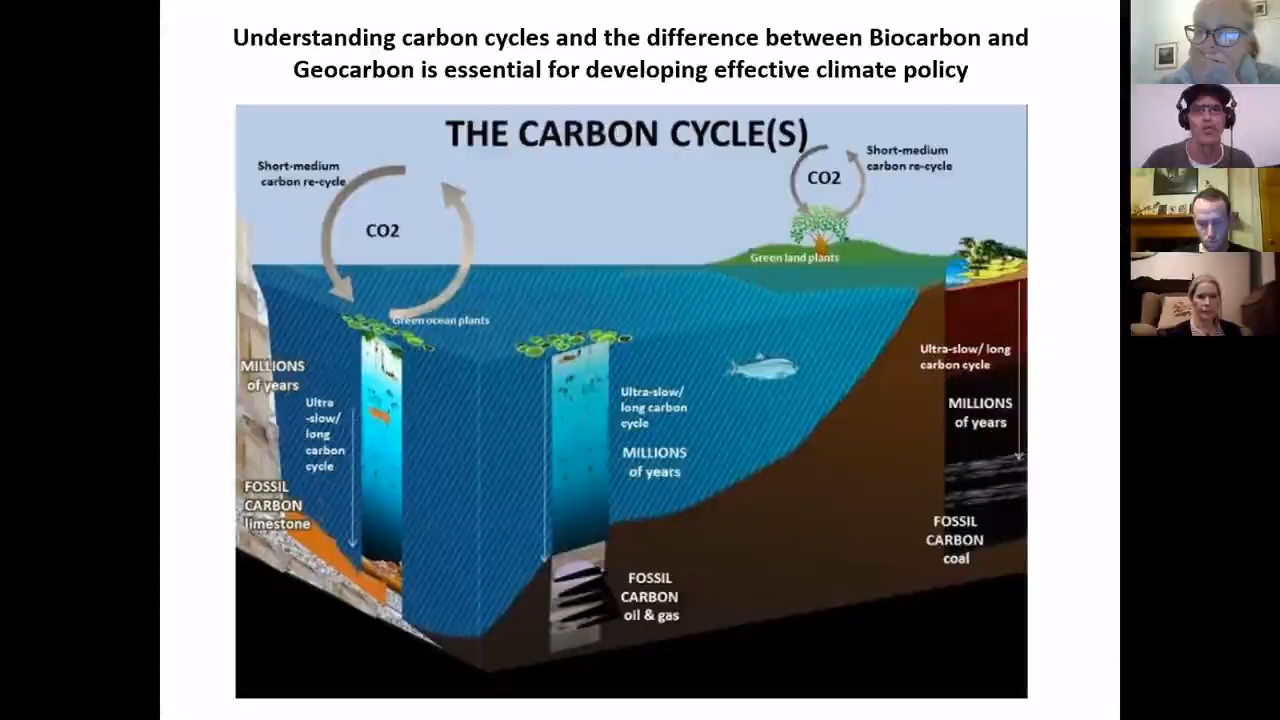 Understanding carbon cycles and the difference between Biocarbon and
Geocarbon is essential for developing effective climate policy
THE CARBON CYCLE(S)
Short-medium
carbon re-cycle
CO2
Short-medium
carbon re-cycle
CO2
Green land plants
Green ocean plants
MILLIONS
of years
Ultra
-slow/
long
carbon
cycle
Ultra-slow/
long carbon
cycle
MILLIONS
of years
Ultra-slow/ long
carbon cycle
MILLIONS
of years
FOSSIL
CARBON
limestone
FOSSIL
CARBON
oil & gas
FOSSIL
CARBON
coal